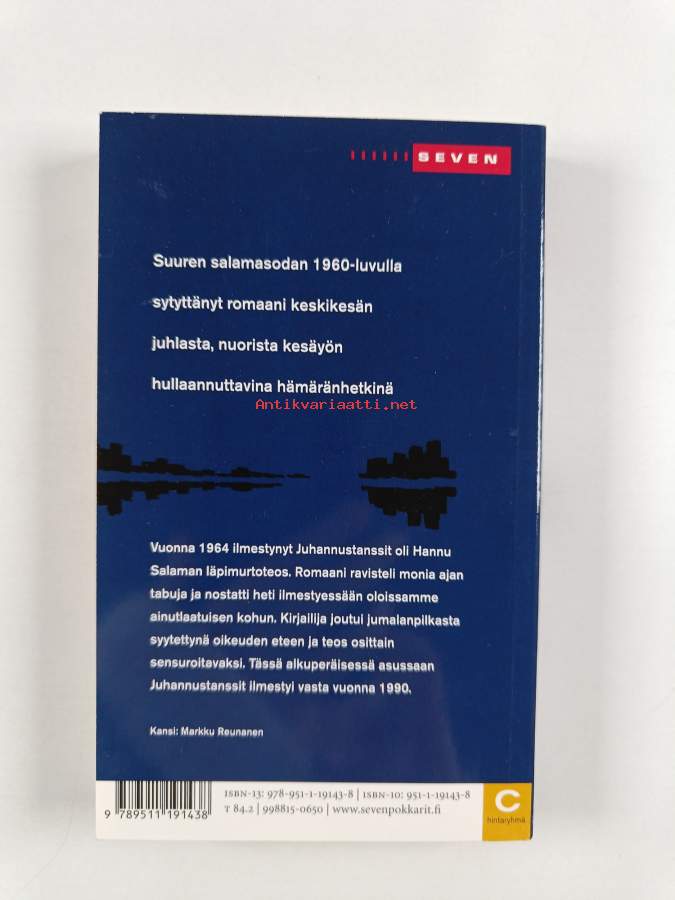 SEVEN
Suuren salamasodan 1960-luvulla
sytyttänyt romaani keskikesän
juhlasta, nuorista kesäyön
hullaannuttavina hämäränhetkinä
Antikvariaatti.net
Vuonna 1964 ilmestynyt Juhannustanssit oli Hannu
Salaman läpimurtoteos. Romaani ravisteli monia ajan
tabuja ja nostatti heti ilmestyessään oloissamme
ainutlaatuisen kohun. Kirjailija joutui jumalanpilkasta
syytettynä oikeuden eteen ja teos osittain
sensuroitavaksi. Tässä alkuperäisessä asussaan
Juhannustanssit ilmestyi vasta vuonna 1990.
Kansi: Markku Reunanen
ISBN-13: 978-951-1-19143-8 | ISBN-10: 951-1-19143-8
T 84.2 | 998815-0650 | www.sevenpokkarit.fi
9 789511 191438
C
hintaryhmä